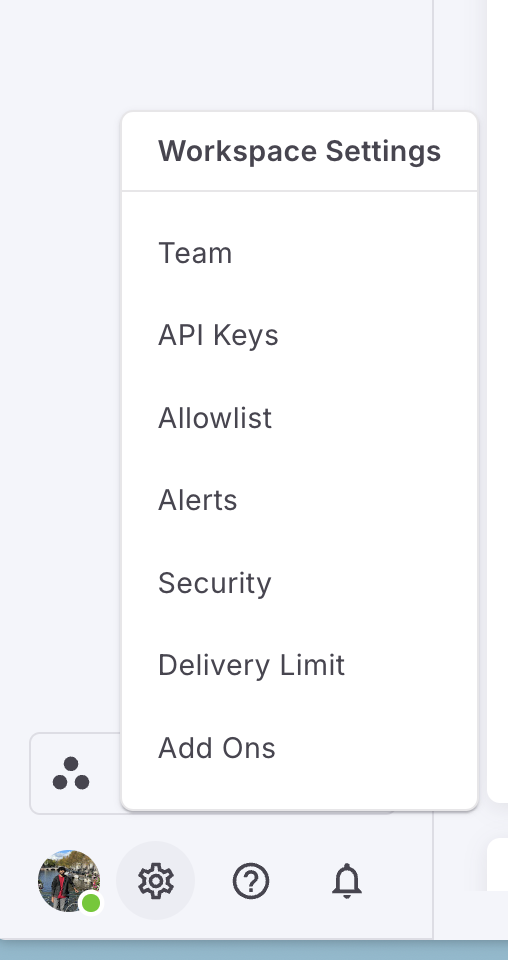 Workspace Settings
Team
API Keys
Allowlist
Alerts
Security
Delivery Limit
Add Ons